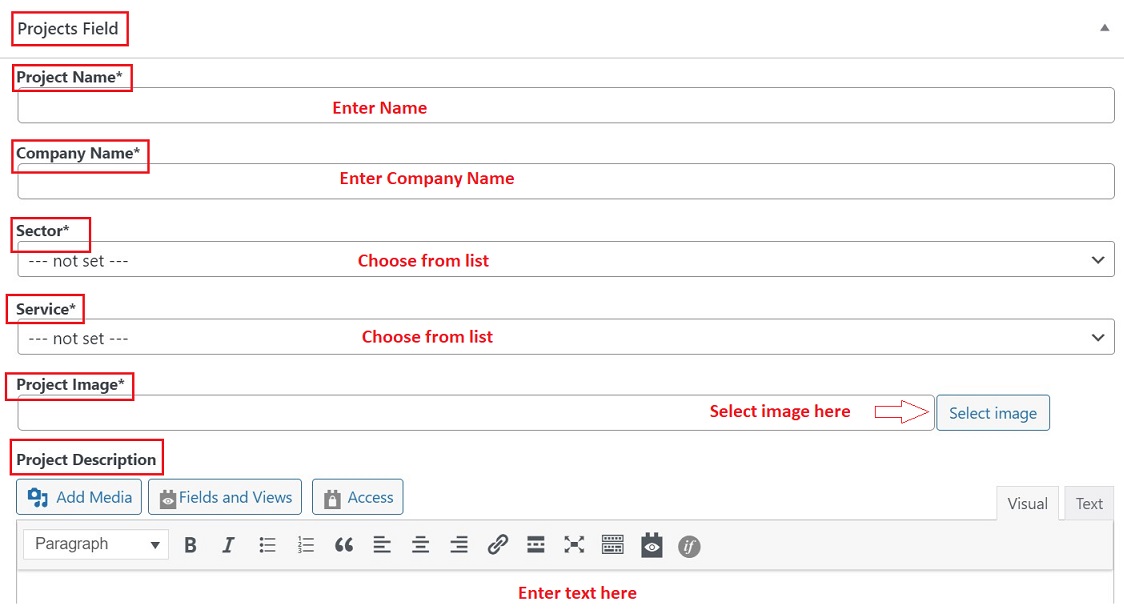 Projects Field
Project Name*
Enter Name
Company Name*
Enter Company Name
Sector*
--- not set --- Choose from list
Service*
--- not set --- Choose from list
Project Image*
Select image here Select image
Project Description
Add Media Fields and Views Access Visual Text
Paragraph B I if
Enter text here